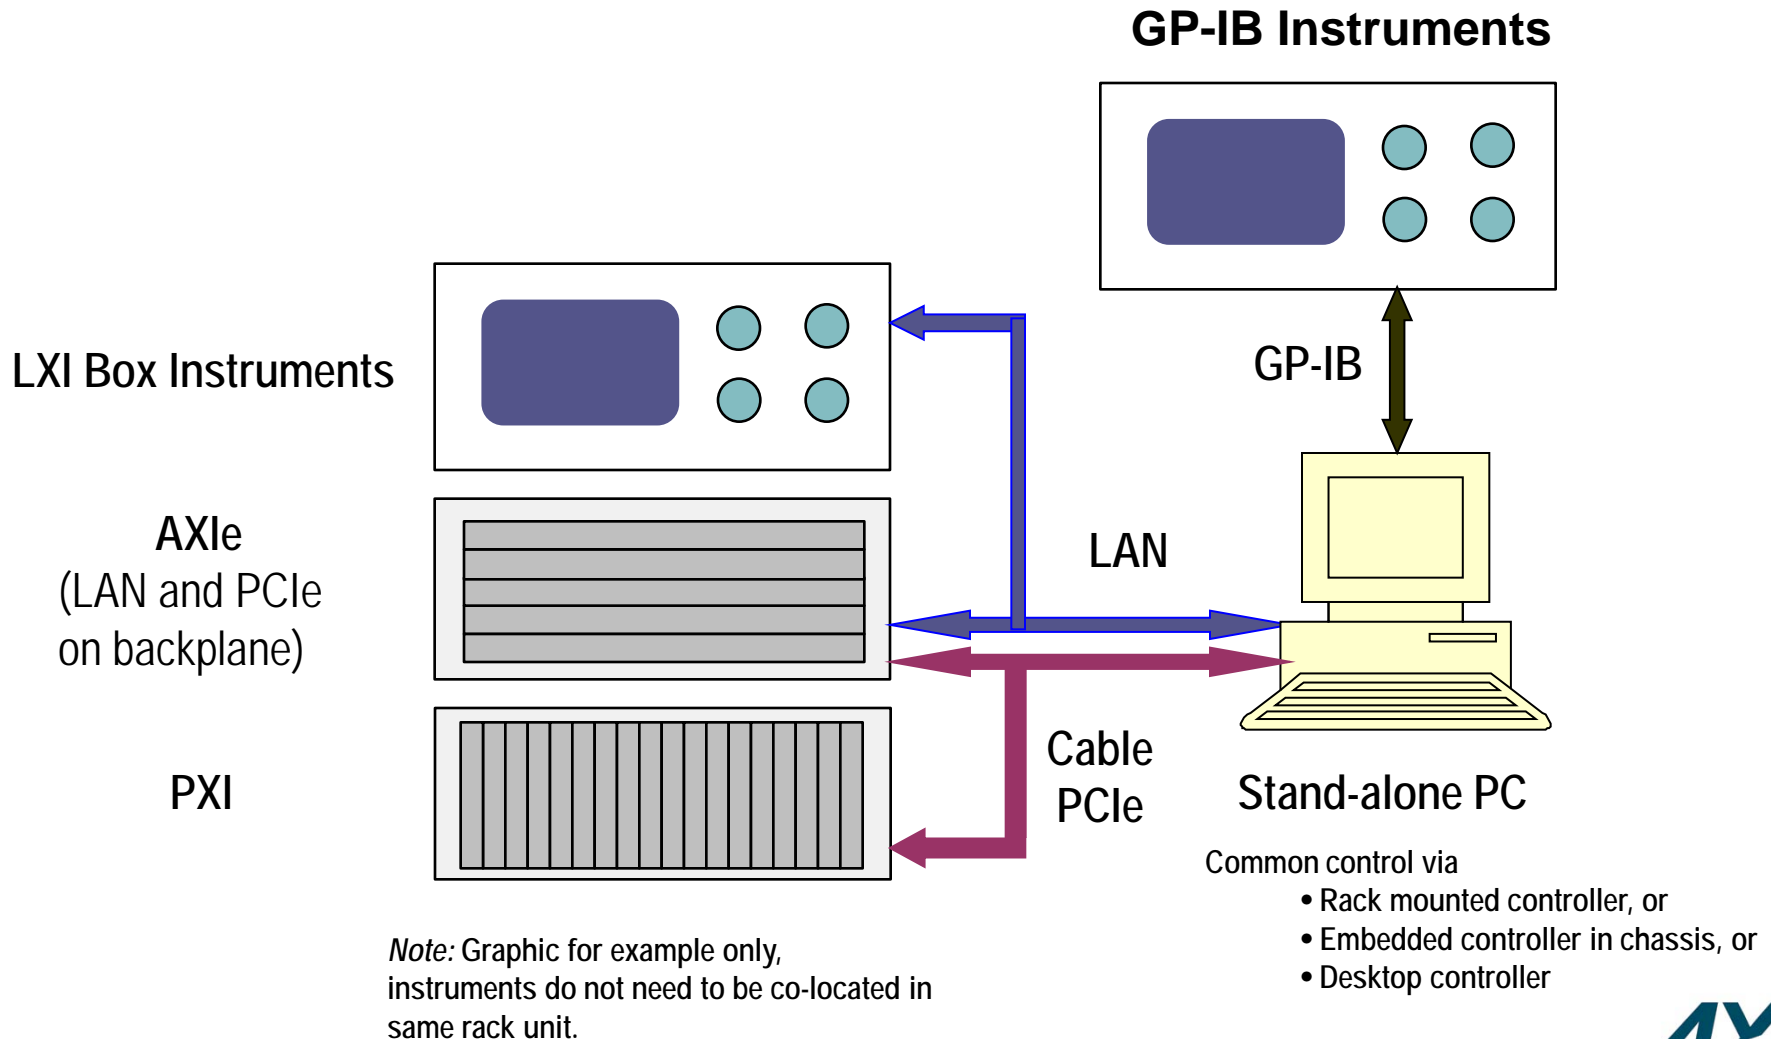 GP-IB Instruments
LXI Box Instruments
GP-IB
AXIe
(LAN and PCIe
on backplane)
LAN
PXI
Cable
PCIe
Stand-alone PC
Common control via
• Rack mounted controller, or
• Embedded controller in chassis, or
• Desktop controller
Note: Graphic for example only,
instruments do not need to be co-located in
same rack unit.